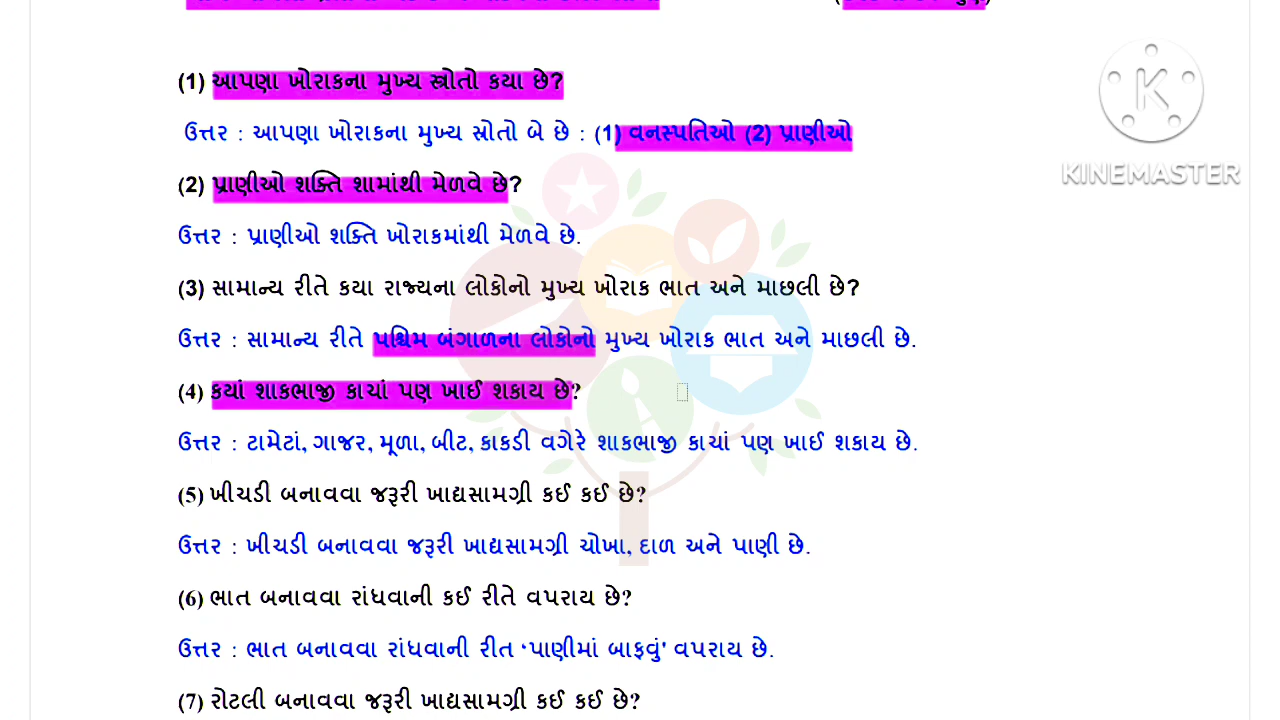 (1) આપણા ખોરાકના મુખ્ય સ્ત્રોતો કયા છે?
ઉત્તર : આપણા ખોરાકના મુખ્ય સ્રોતો બે છે : (1) વનસ્પતિઓ (2) પ્રાણીઓ
(2) પ્રાણીઓ શક્તિ શામાંથી મેળવે છે?
ઉત્તર : પ્રાણીઓ શક્તિ ખોરાકમાંથી મેળવે છે.
(3) સામાન્ય રીતે કયા રાજ્યના લોકોનો મુખ્ય ખોરાક ભાત અને માછલી છે?
ઉત્તર : સામાન્ય રીતે પશ્ચિમ બંગાળના લોકોનો મુખ્ય ખોરાક ભાત અને માછલી છે.
(4) કયાં શાકભાજી કાચાં પણ ખાઈ શકાય છે?
ઉત્તર : ટામેટાં, ગાજર, મૂળા, બીટ, કાકડી વગેરે શાકભાજી કાચાં પણ ખાઈ શકાય છે.
(5) ખીચડી બનાવવા જરૂરી ખાદ્યસામગ્રી કઈ કઈ છે?
ઉત્તર : ખીચડી બનાવવા જરૂરી ખાદ્યસામગ્રી ચોખા, દાળ અને પાણી છે.
(6) ભાત બનાવવા રાંધવાની કઈ રીતે વપરાય છે?
ઉત્તર : ભાત બનાવવા રાંધવાની રીત ‘પાણીમાં બાફવું' વપરાય છે.
(7) રોટલી બનાવવા જરૂરી ખાદ્યસામગ્રી કઈ કઈ છે?
K
KINEMASTER